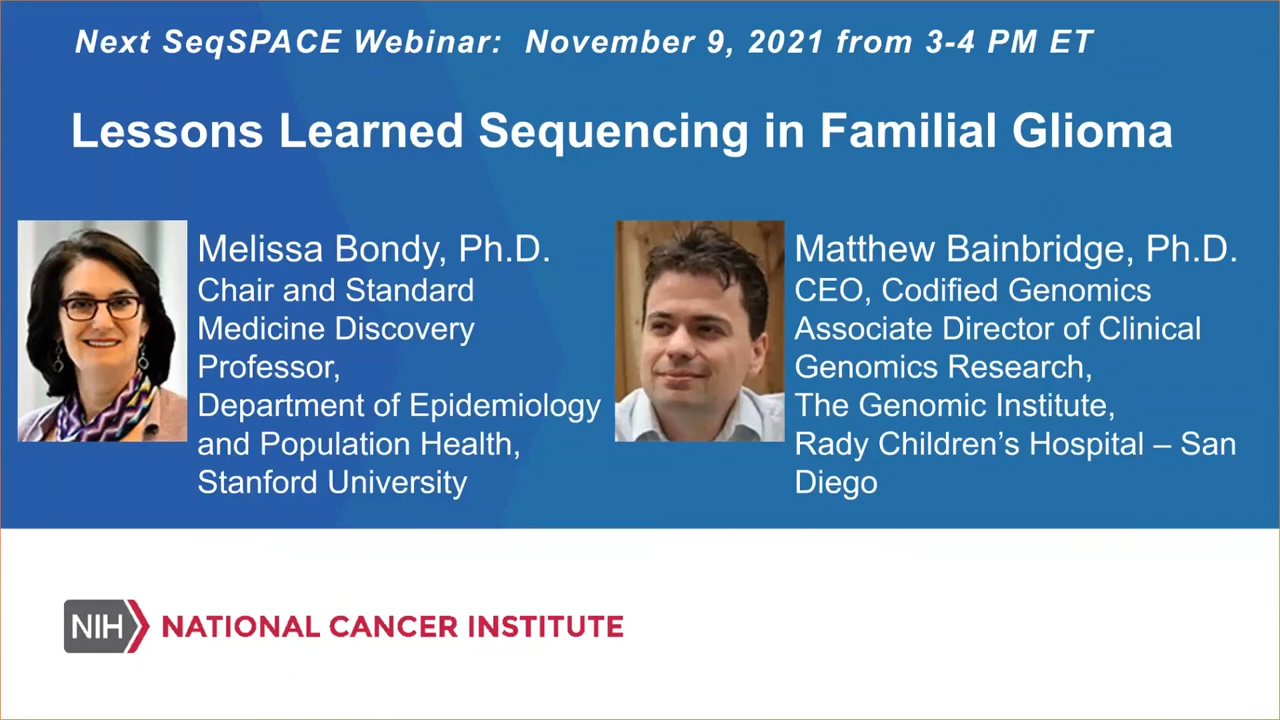 Next SeqSPACE Webinar: November 9, 2021 from 3-4 PM ET
Lessons Learned Sequencing in Familial Glioma
Melissa Bondy, Ph.D.
Chair and Standard
Medicine Discovery
Professor,
Department of Epidemiology
and Population Health,
Stanford University
Matthew Bainbridge, Ph.D.
CEO, Codified Genomics
Associate Director of Clinical
Genomics Research,
The Genomic Institute,
Rady Children's Hospital – San
Diego
NIH NATIONAL CANCER INSTITUTE